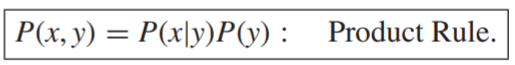 P(x, y) = P(x|y)P(y) : Product Rule.